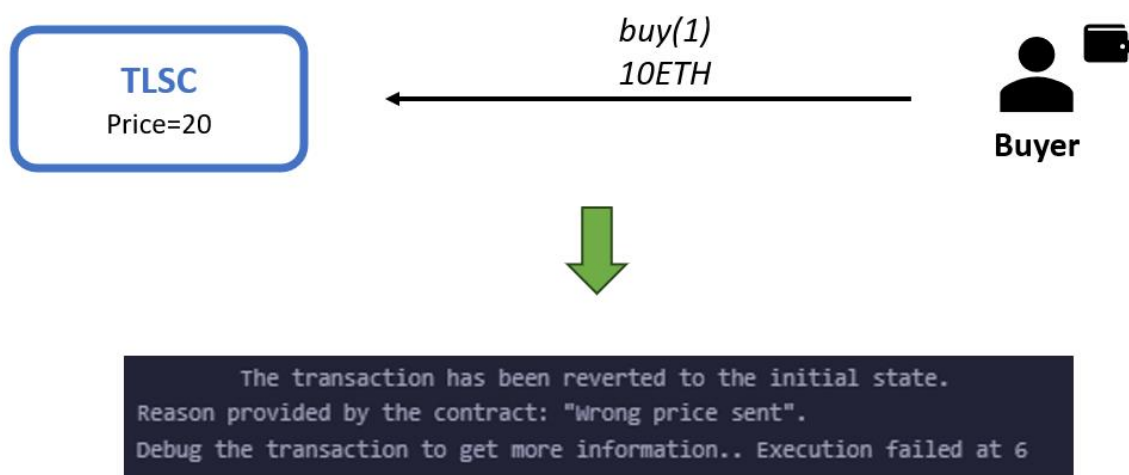 TLSC
Price=20
buy(1)
10ETH
Buyer
The transaction has been reverted to the initial state.
Reason provided by the contract: "Wrong price sent".
Debug the transaction to get more information.. Execution failed at 6